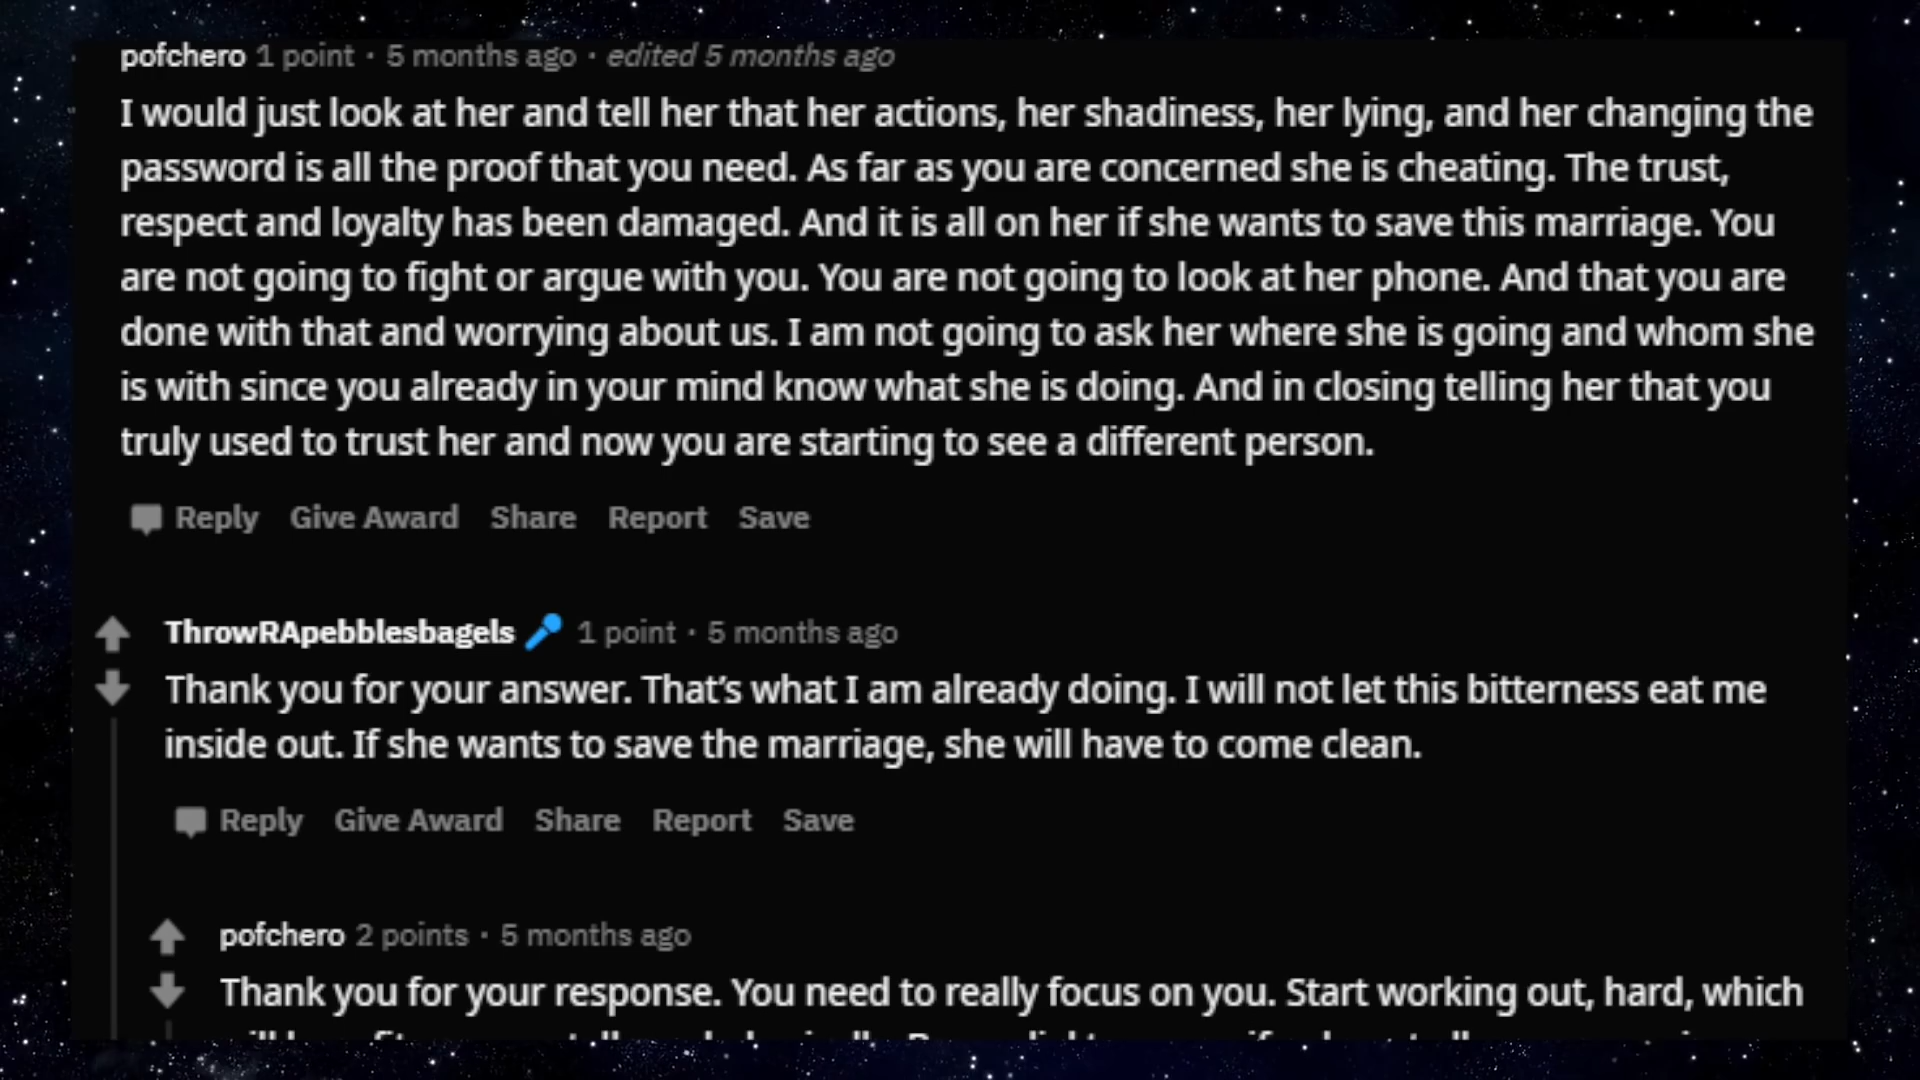 pofchero 1 point · 5 months ago · edited 5 months ago
I would just look at her and tell her that her actions, her shadiness, her lying, and her changing the
password is all the proof that you need. As far as you are concerned she is cheating. The trust,
respect and loyalty has been damaged. And it is all on her if she wants to save this marriage. You
are not going to fight or argue with you. You are not going to look at her phone. And that you are
done with that and worrying about us. I am not going to ask her where she is going and whom she
is with since you already in your mind know what she is doing. And in closing telling her that you
truly used to trust her and now you are starting to see a different person.
Reply Give Award Share Report Save
ThrowRApebblesbagels 1 point · 5 months ago
Thank you for your answer. That's what I am already doing. I will not let this bitterness eat me
inside out. If she wants to save the marriage, she will have to come clean.
Reply Give Award Share Report Save
pofchero 2 points · 5 months ago
Thank you for your response. You need to really focus on you. Start working out, hard, which